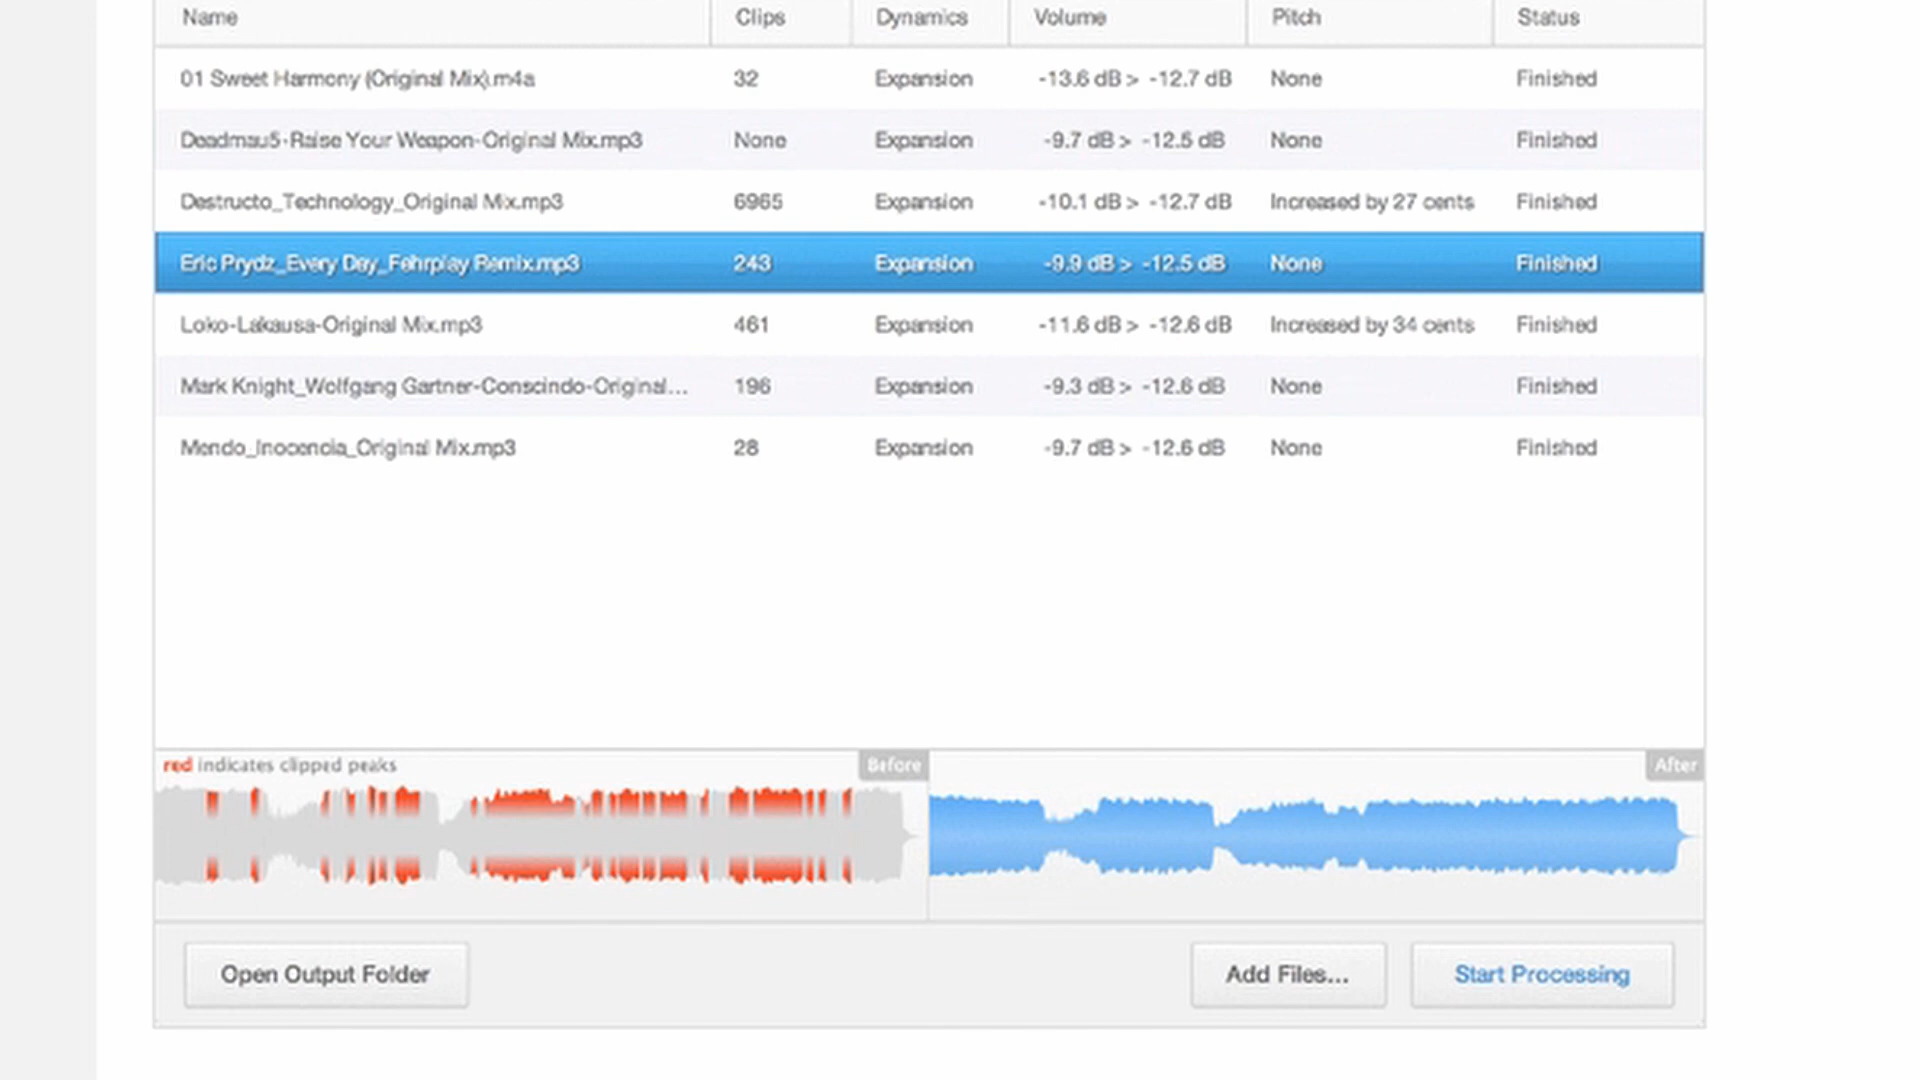 Name Clips Dynamics Volume Pitch Status
01 Sweet Harmony (Original Mix).m4a 32 Expansion -13.6 dB > -12.7 dB None Finished
Deadmau5-Raise Your Weapon-Original Mix.mp3 None Expansion -9.7 dB > -12.5 dB None Finished
Destructo_Technology_Original Mix.mp3 6965 Expansion -10.1 dB > -12.7 dB Increased by 27 cents Finished
Eric Prydz_Every Day_Fehrplay Remix.mp3 243 Expansion -9.9 dB > -12.5 dB None Finished
Loko-Lakausa-Original Mix.mp3 461 Expansion -11.6 dB > -12.6 dB Increased by 34 cents Finished
Mark Knight_Wolfgang Gartner-Conscindo-Original... 196 Expansion -9.3 dB > -12.6 dB None Finished
Mendo_Inocencia_Original Mix.mp3 28 Expansion -9.7 dB > -12.6 dB None Finished
red indicates clipped peaks Before After
Open Output Folder Add Files... Start Processing